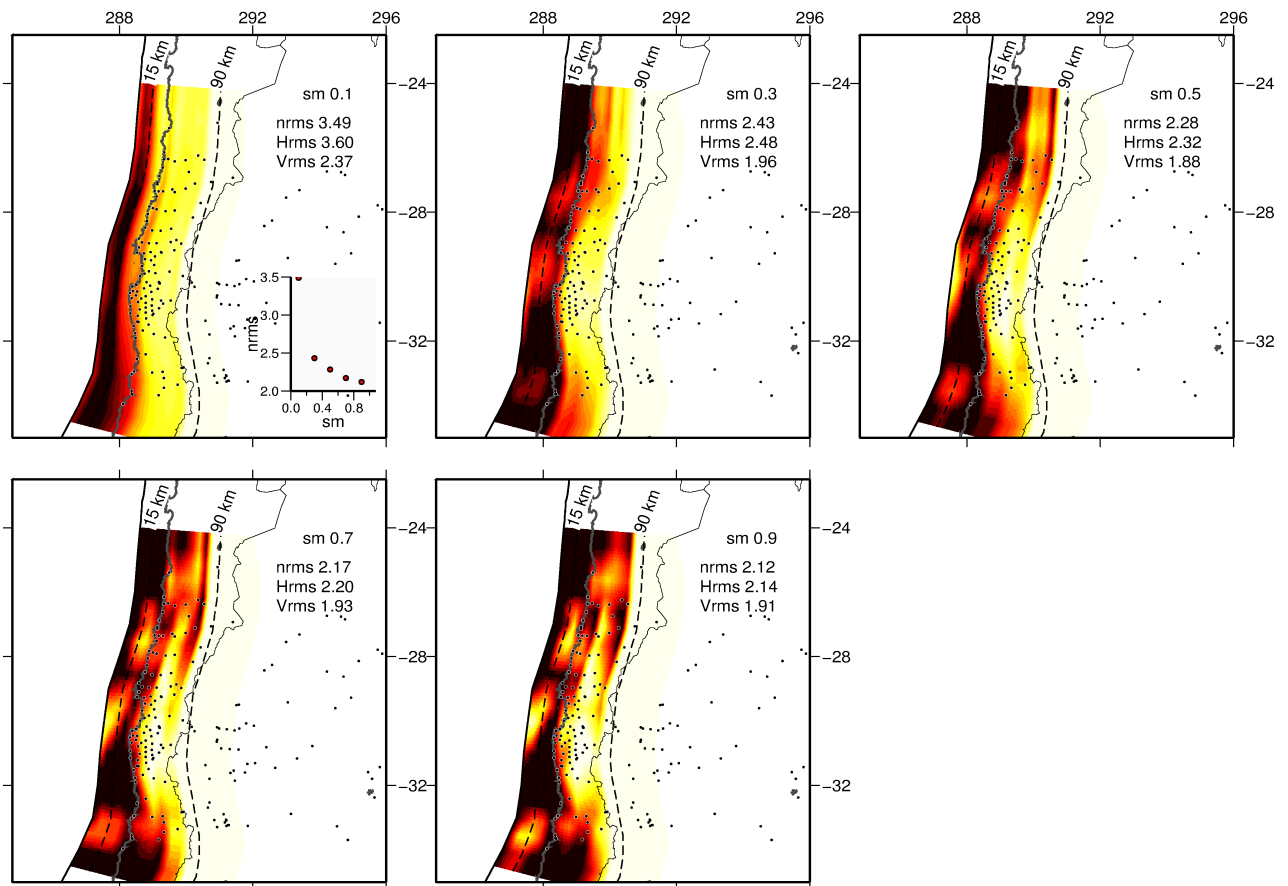 288 292 296
288 292 296
288 292 296
15 km
90 km
sm 0.1
nrms 3.49
Hrms 3.60
Vrms 2.37
15 km
90 km
sm 0.3
nrms 2.43
Hrms 2.48
Vrms 1.96
15 km
90 km
sm 0.5
nrms 2.28
Hrms 2.32
Vrms 1.88
−24
−28
−32
−24
−28
−32
3.5
3.0
2.5
2.0
nrms
0.0 0.4 0.8
sm
15 km
90 km
sm 0.7
nrms 2.17
Hrms 2.20
Vrms 1.93
15 km
90 km
sm 0.9
nrms 2.12
Hrms 2.14
Vrms 1.91
−24
−28
−32